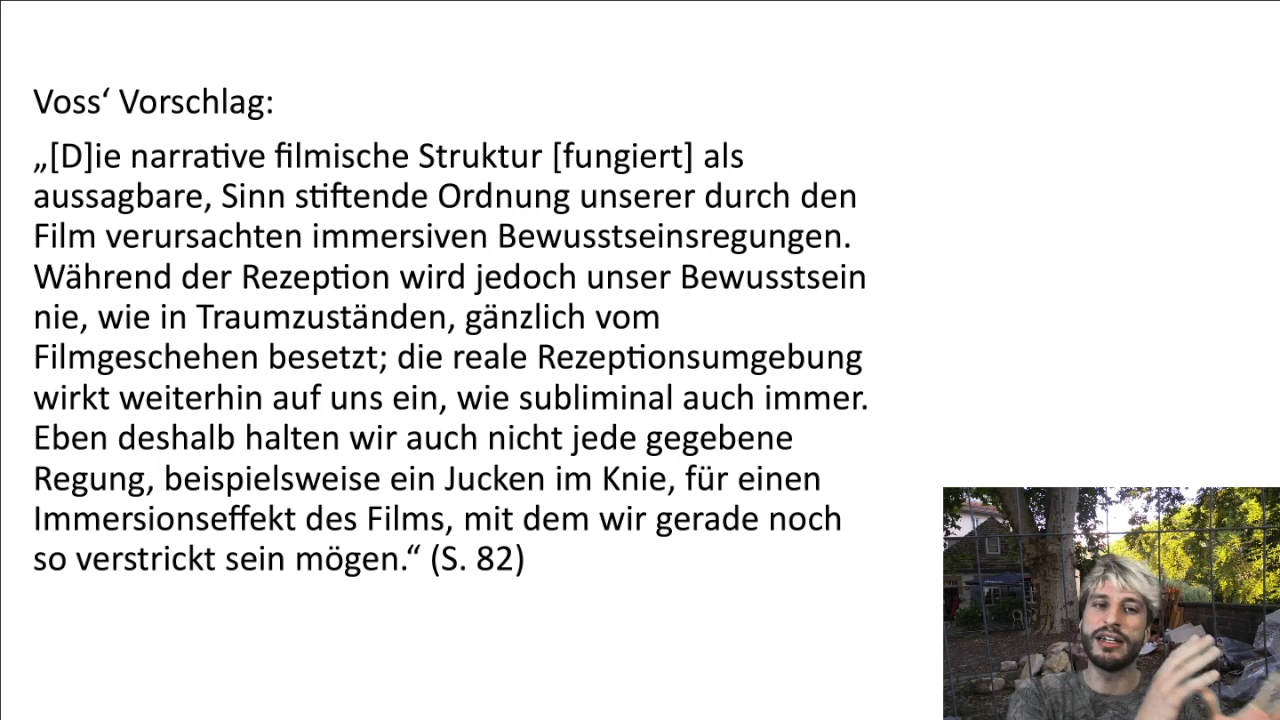 Voss‘ Vorschlag:
„[D]ie narrative filmische Struktur [fungiert] als
aussagbare, Sinn stiftende Ordnung unserer durch den
Film verursachten immersiven Bewusstseinsregungen.
Während der Rezeption wird jedoch unser Bewusstsein
nie, wie in Traumzuständen, gänzlich vom
Filmgeschehen besetzt; die reale Rezeptionsumgebung
wirkt weiterhin auf uns ein, wie subliminal auch immer.
Eben deshalb halten wir auch nicht jede gegebene
Regung, beispielsweise ein Jucken im Knie, für einen
Immersionseffekt des Films, mit dem wir gerade noch
so verstrickt sein mögen.“ (S. 82)